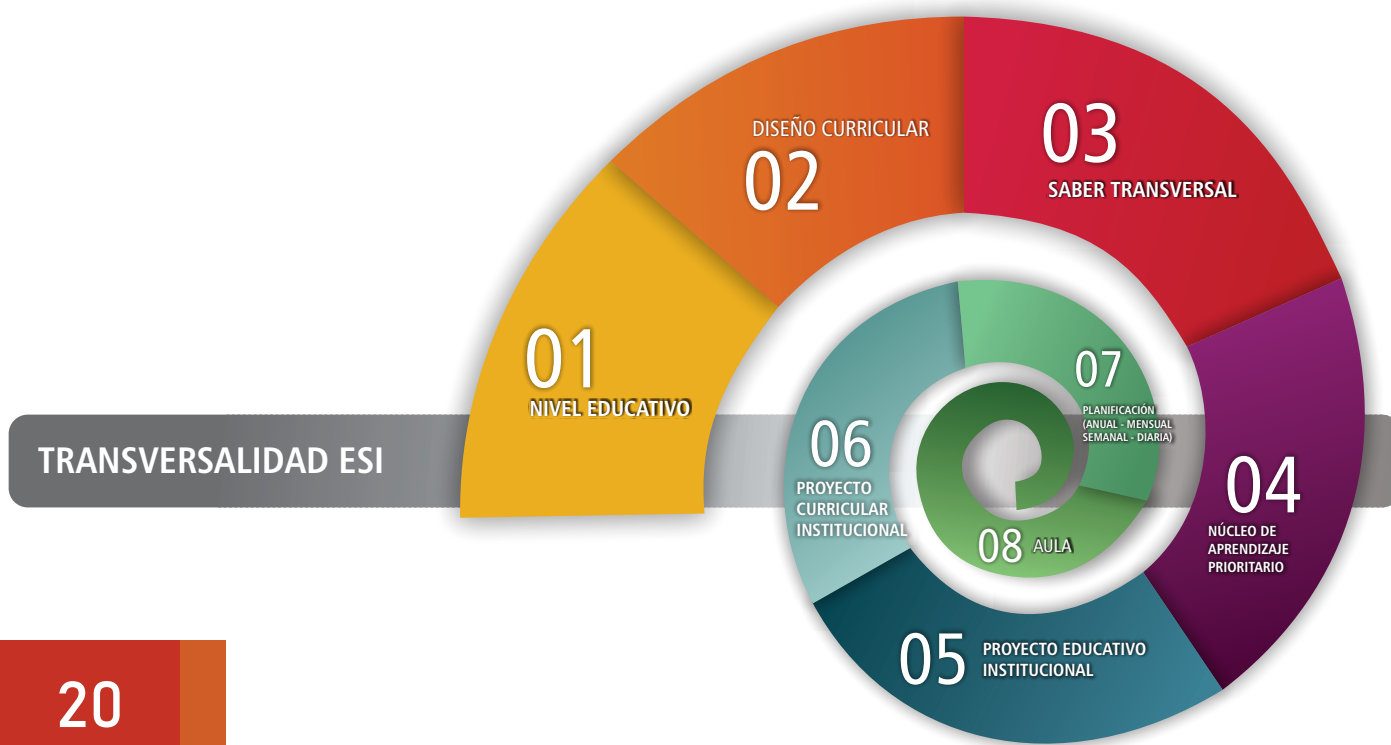 TRANSVERSALIDAD ESI
01
NIVEL EDUCATIVO
DISEÑO CURRICULAR
02
03
SABER TRANSVERSAL
04
NÚCLEO DE
APRENDIZAJE
PRIORITARIO
05
PROYECTO EDUCATIVO
INSTITUCIONAL
06
PROYECTO
CURRICULAR
INSTITUCIONAL
07
PLANIFICACIÓN
(ANUAL - MENSUAL
SEMANAL - DIARIA)
08 AULA
20